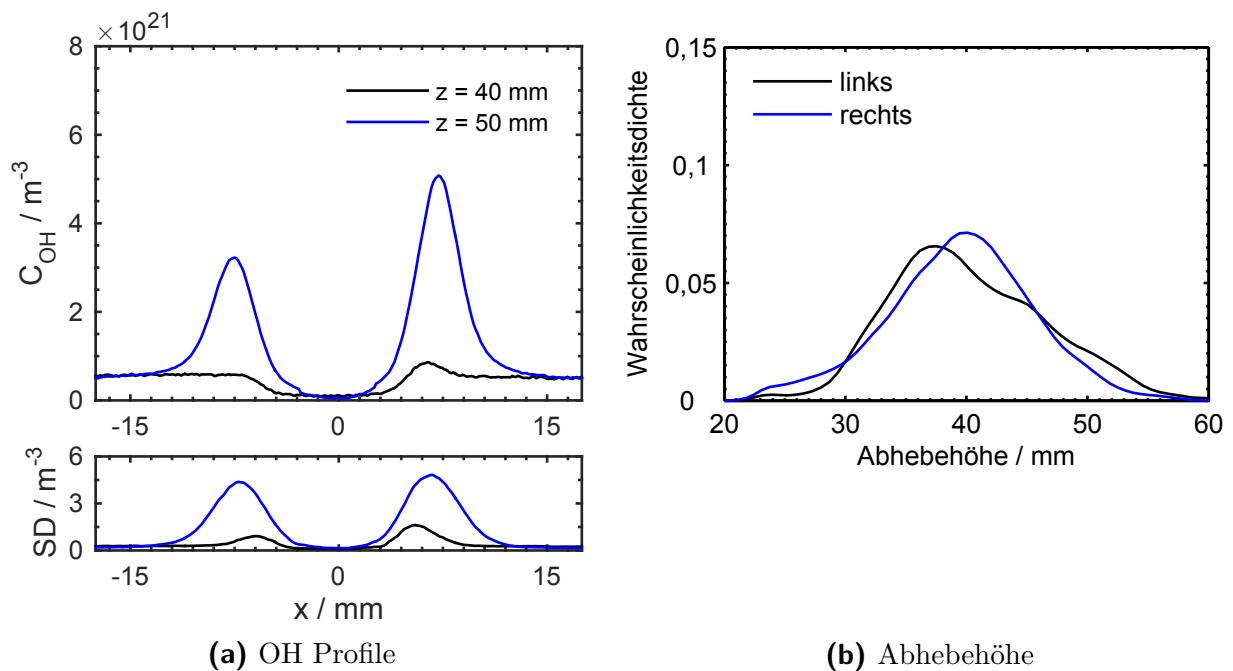 ×10²¹
8
6
4
2
0
C_OH / m⁻³
z = 40 mm
z = 50 mm
-15 0 15
6
3
0
SD / m⁻³
-15 0 15
x / mm
(a) OH Profile
0,15
0,1
0,05
0
Wahrscheinlichkeitsdichte
links
rechts
20 30 40 50 60
Abhebehöhe / mm
(b) Abhebehöhe